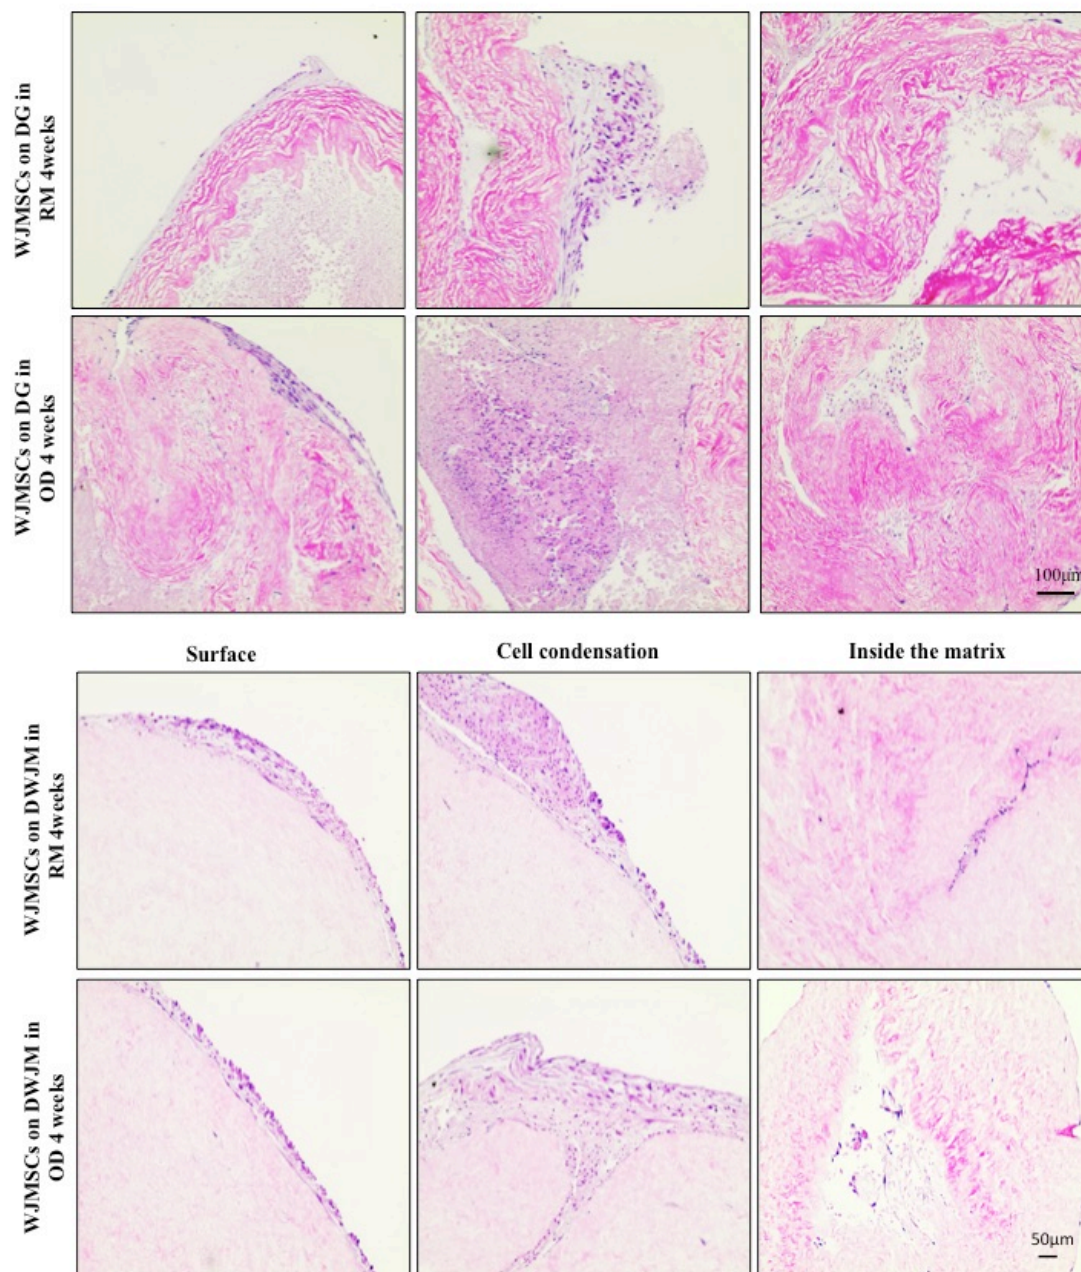 WJMSCs on DG in
RM 4weeks
WJMSCs on DG in
OD 4 weeks
100µm
Surface
Cell condensation
Inside the matrix
WJMSCs on DWJM in
RM 4weeks
WJMSCs on DWJM in
OD 4 weeks
50µm